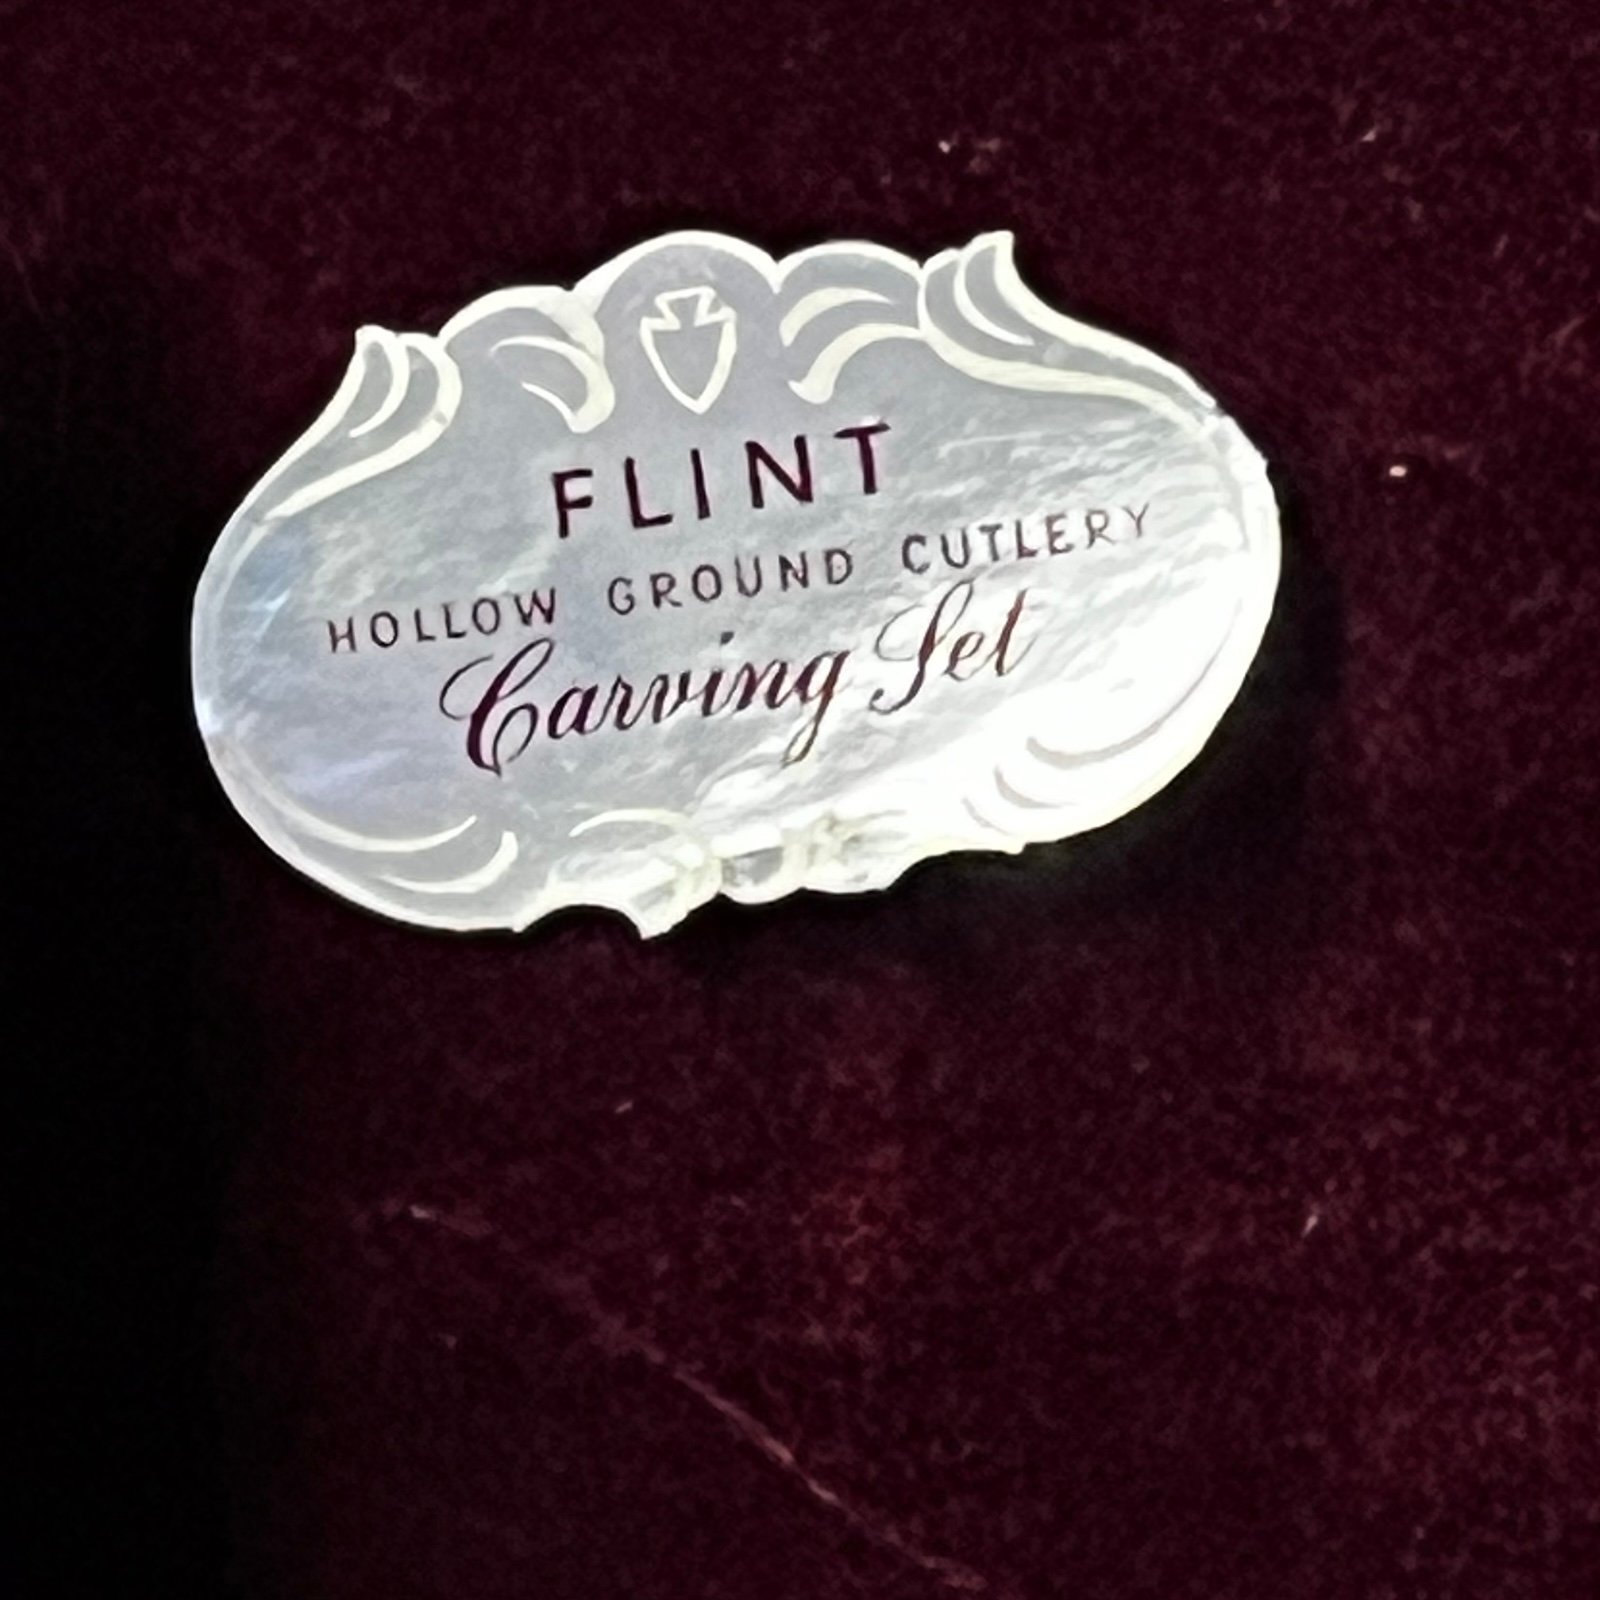 FLINT
HOLLOW GROUND CUTLERY
Carving Set